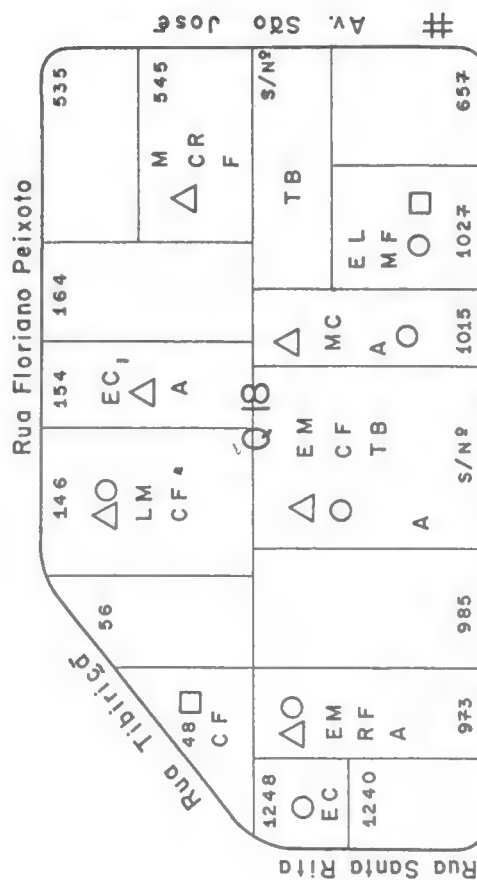 Rua Floriano Peixoto
Av. São José
Rua Tibiriçá
Rua Santa Rita
Q 18
535
545
M
CR
F
S/Nº
TB
657
164
154
EC
A
146
LM
CF
56
48
CF
EL
MF
1027
MC
A
1015
EM
CF
TB
A
S/Nº
985
EM
RF
A
973
1248
EC
1240